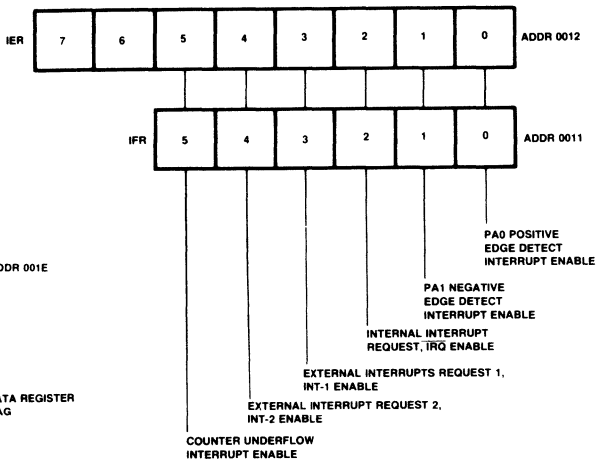 IER 7 6 5 4 3 2 1 0 ADDR 0012
IFR 5 4 3 2 1 0 ADDR 0011
PA0 POSITIVE
EDGE DETECT
INTERRUPT ENABLE
DDR 001E
PA1 NEGATIVE
EDGE DETECT
INTERRUPT ENABLE
INTERNAL INTERRUPT
REQUEST, IRQ ENABLE
EXTERNAL INTERRUPTS REQUEST 1,
INT-1 ENABLE
ATA REGISTER
AG
EXTERNAL INTERRUPT REQUEST 2,
INT-2 ENABLE
COUNTER UNDERFLOW
INTERRUPT ENABLE